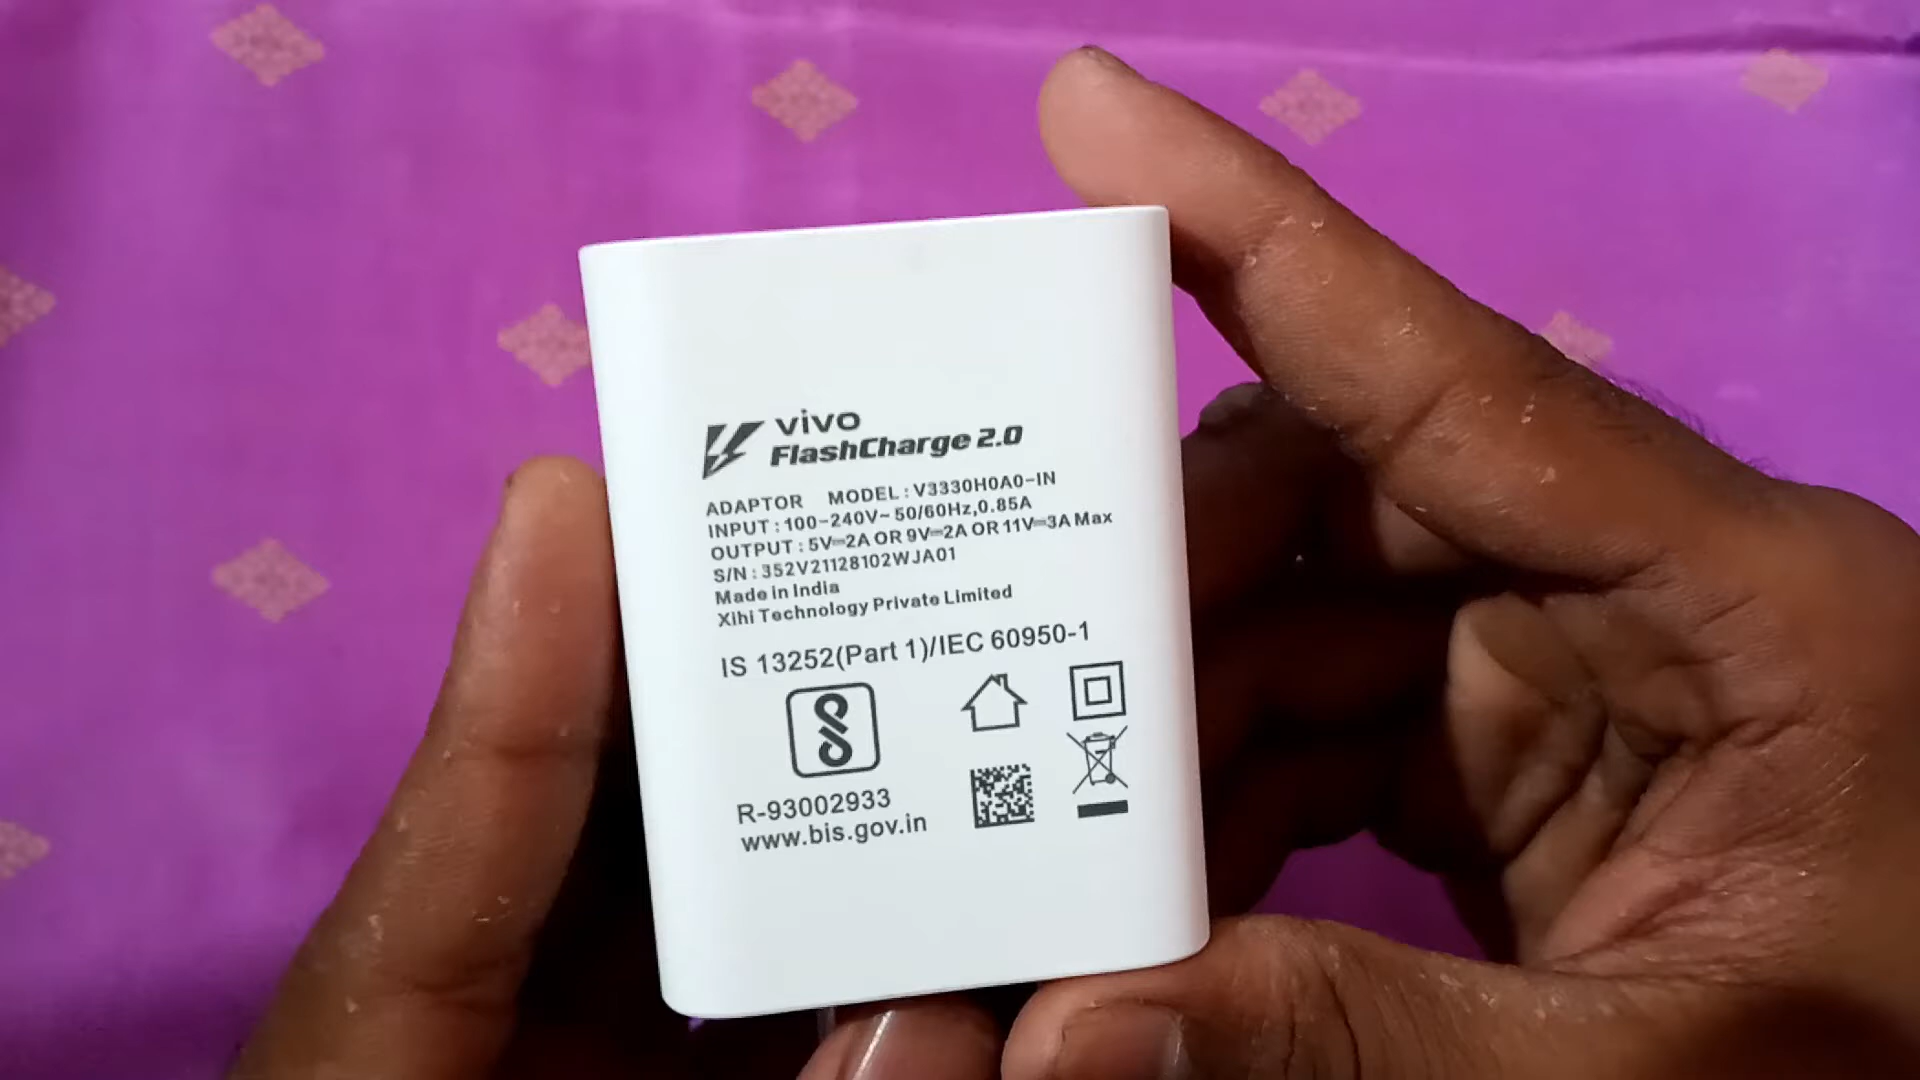 vivo
FlashCharge 2.0
ADAPTOR MODEL : V3330H0A0-IN
INPUT : 100-240V~ 50/60Hz,0.85A
OUTPUT : 5V⎓2A OR 9V⎓2A OR 11V⎓3A Max
S/N : 352V21128102WJA01
Made in India
Xihi Technology Private Limited
IS 13252(Part 1)/IEC 60950-1
R-93002933
www.bis.gov.in